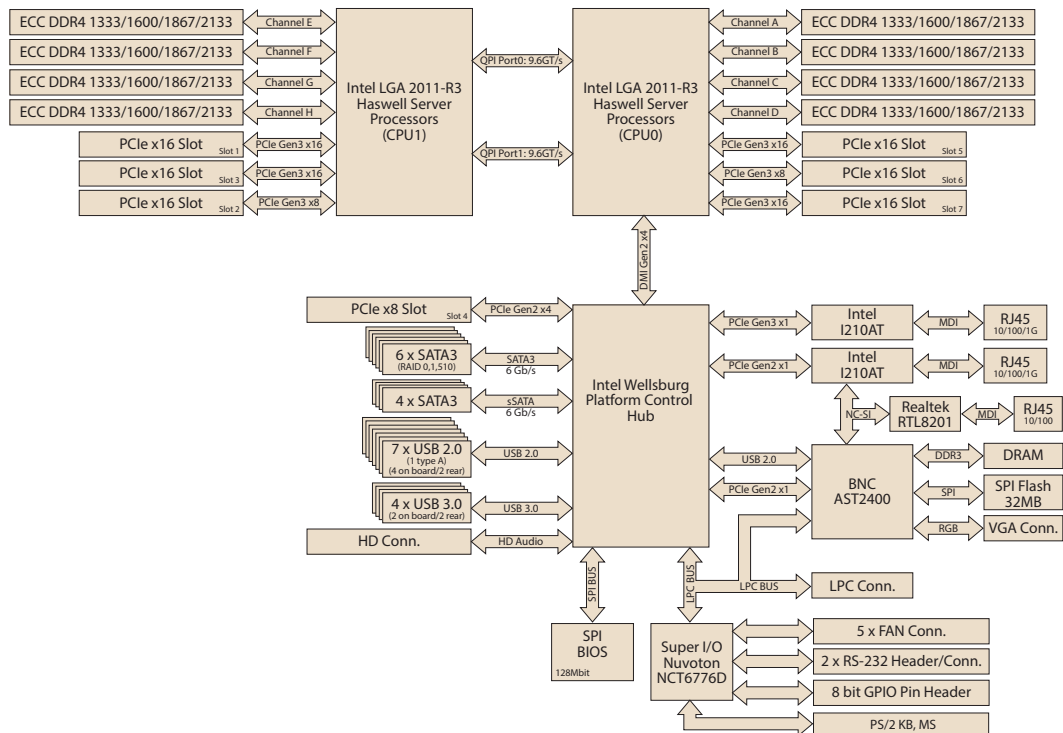 ECC DDR4 1333/1600/1867/2133
Channel E
ECC DDR4 1333/1600/1867/2133
Channel F
ECC DDR4 1333/1600/1867/2133
Channel G
ECC DDR4 1333/1600/1867/2133
Channel H
PCIe x16 Slot
Slot 1
PCIe Gen3 x16
PCIe x16 Slot
Slot 3
PCIe Gen3 x16
PCIe x16 Slot
Slot 2
PCIe Gen3 x8
Intel LGA 2011-R3
Haswell Server
Processors
(CPU1)
QPI Port0: 9.6GT/s
QPI Port1: 9.6GT/s
Intel LGA 2011-R3
Haswell Server
Processors
(CPU0)
Channel A
ECC DDR4 1333/1600/1867/2133
Channel B
ECC DDR4 1333/1600/1867/2133
Channel C
ECC DDR4 1333/1600/1867/2133
Channel D
ECC DDR4 1333/1600/1867/2133
PCIe Gen3 x16
PCIe x16 Slot
Slot 5
PCIe Gen3 x8
PCIe x16 Slot
Slot 6
PCIe Gen3 x16
PCIe x16 Slot
Slot 7
DMI Gen2 x4
PCIe x8 Slot
Slot 4
PCIe Gen2 x4
6 x SATA3
(RAID 0,1,510)
SATA3
6 Gb/s
4 x SATA3
sSATA
6 Gb/s
7 x USB 2.0
(1 type A)
(4 on board/2 rear)
USB 2.0
4 x USB 3.0
(2 on board/2 rear)
USB 3.0
HD Conn.
HD Audio
Intel Wellsburg
Platform Control
Hub
PCIe Gen3 x1
Intel
I210AT
MDI
RJ45
10/100/1G
PCIe Gen2 x1
Intel
I210AT
MDI
RJ45
10/100/1G
NC-SI
Realtek
RTL8201
MDI
RJ45
10/100
USB 2.0
PCIe Gen2 x1
BNC
AST2400
DDR3
DRAM
SPI
SPI Flash
32MB
RGB
VGA Conn.
SPI BUS
LPC BUS
LPC BUS
LPC Conn.
SPI
BIOS
128Mbit
Super I/O
Nuvoton
NCT6776D
5 x FAN Conn.
2 x RS-232 Header/Conn.
8 bit GPIO Pin Header
PS/2 KB, MS